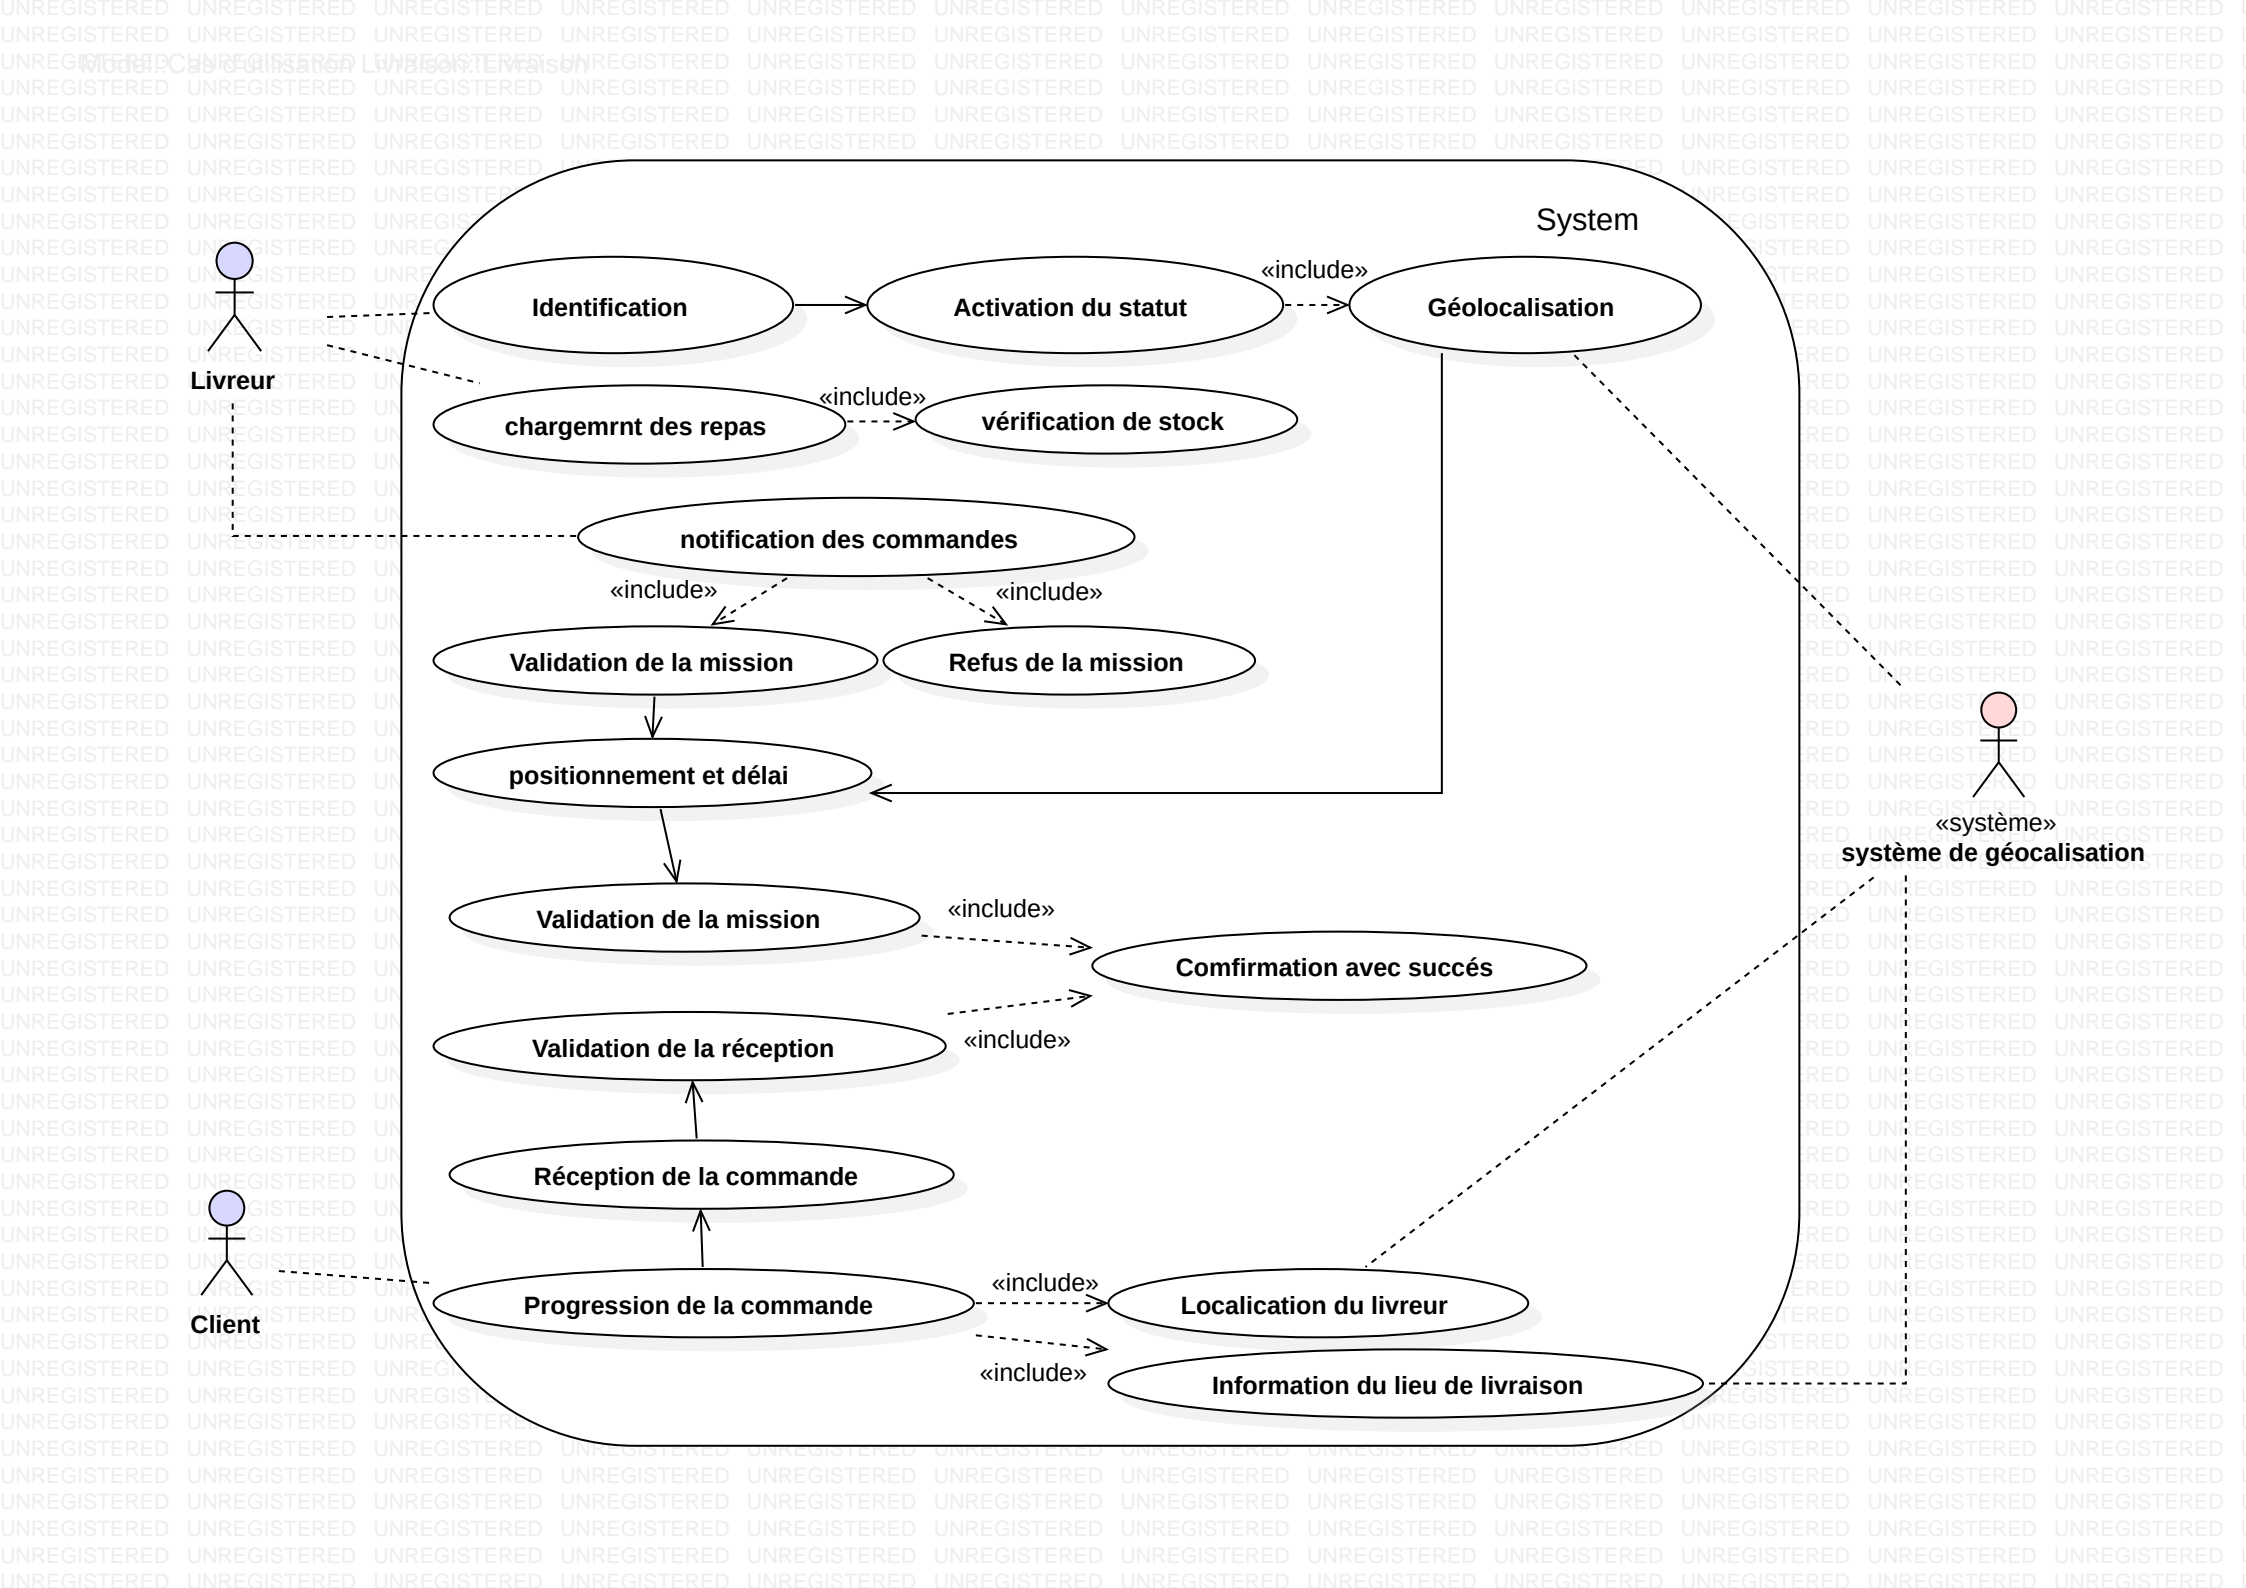 Model::Cas d'utilisation Livraison::Livraison
System
Identification
Activation du statut
«include»
Géolocalisation
Livreur
chargemrnt des repas
«include»
vérification de stock
notification des commandes
«include»
«include»
Validation de la mission
Refus de la mission
positionnement et délai
«système»
système de géocalisation
Validation de la mission
«include»
Comfirmation avec succés
Validation de la réception
«include»
Réception de la commande
Client
Progression de la commande
«include»
Localication du livreur
«include»
Information du lieu de livraison
UNREGISTERED